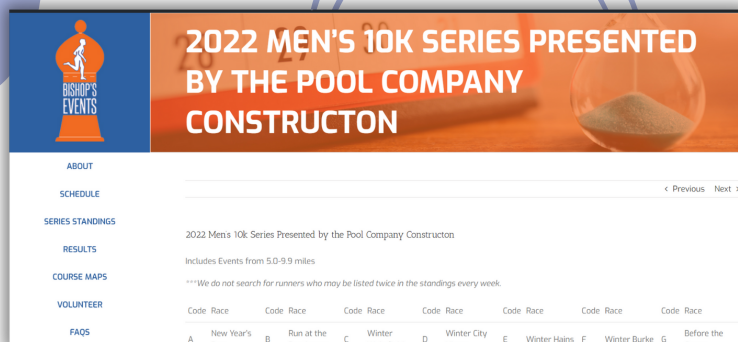 2022 MEN'S 10K SERIES PRESENTED
BY THE POOL COMPANY
CONSTRUCTON
28 29 30
BISHOP'S
EVENTS
ABOUT
SCHEDULE
SERIES STANDINGS
RESULTS
COURSE MAPS
VOLUNTEER
FAQS
< Previous Next >
2022 Men's 10k Series Presented by the Pool Company Constructon
Includes Events from 5.0-9.9 miles
***We do not search for runners who may be listed twice in the standings every week.
Code Race Code Race Code Race Code Race Code Race Code Race Code Race
A New Year's B Run at the C Winter D Winter City E Winter Hains F Winter Burke G Before the